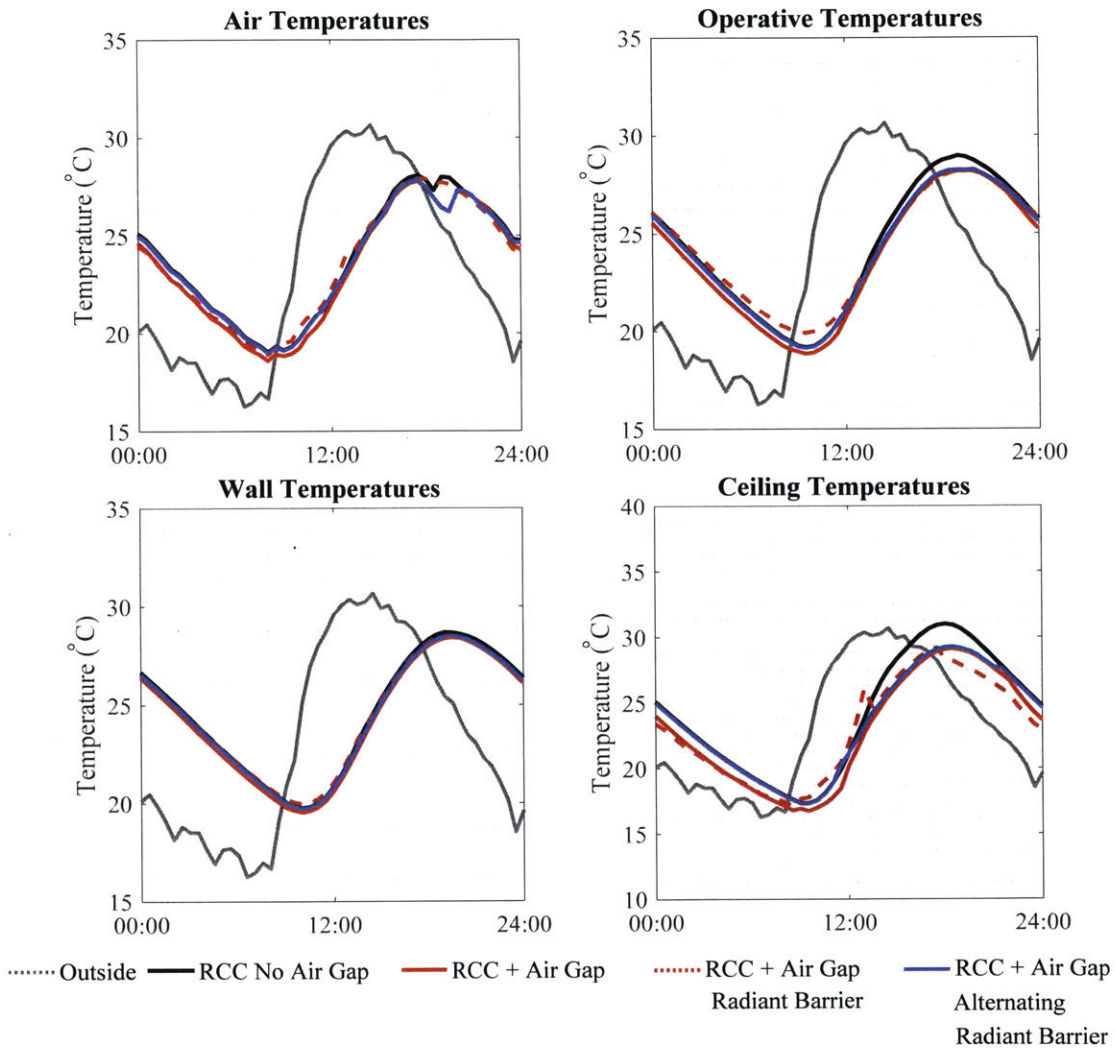 Air Temperatures
Operative Temperatures
35
30
25
20
15
Temperature (°C)
00:00 12:00 24:00
35
30
25
20
15
Temperature (°C)
00:00 12:00 24:00
Wall Temperatures
Ceiling Temperatures
35
30
25
20
15
Temperature (°C)
00:00 12:00 24:00
40
35
30
25
20
15
10
Temperature (°C)
00:00 12:00 24:00
Outside
RCC No Air Gap
RCC + Air Gap
RCC + Air Gap
Radiant Barrier
RCC + Air Gap
Alternating
Radiant Barrier